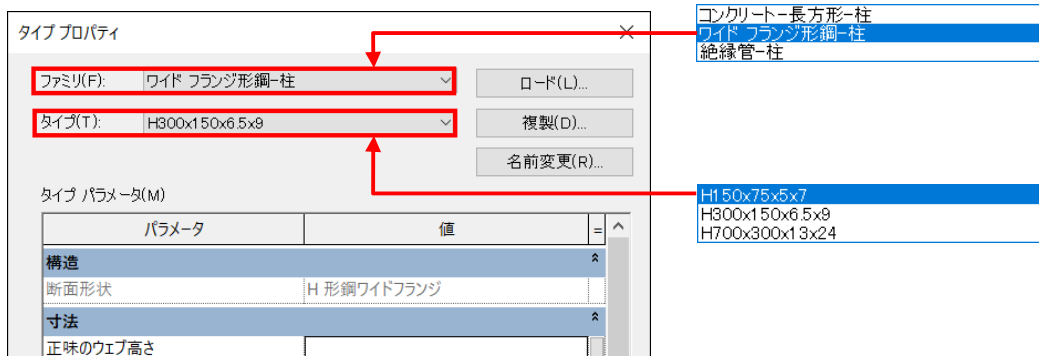 コンクリート-長方形-柱
ワイド フランジ形鋼-柱
絶縁管-柱
タイプ プロパティ
ファミリ(F):
ワイド フランジ形鋼-柱
ロード(L)...
タイプ(T):
H300x150x6.5x9
複製(D)...
名前変更(R)...
タイプ パラメータ(M)
H150x75x5x7
H300x150x6.5x9
H700x300x13x24
パラメータ
値
=
構造
断面形状
H 形鋼ワイドフランジ
寸法
正味のウェブ高さ